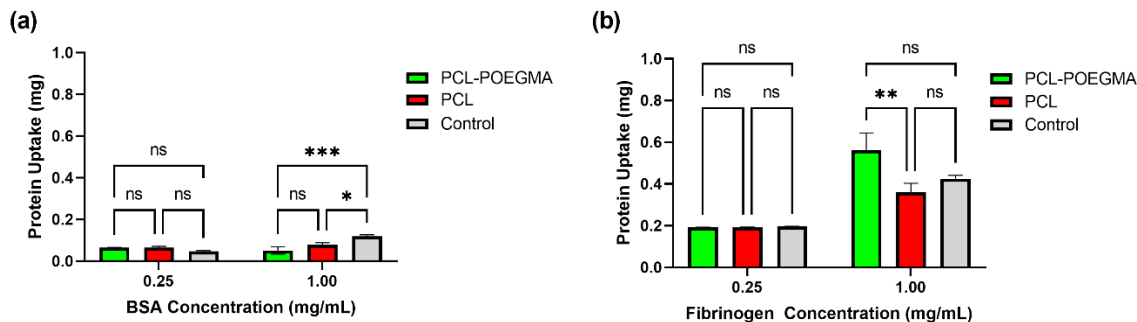 (a)
1.0
0.8
0.6
0.4
0.2
0.0
Protein Uptake (mg)
ns
ns
ns
***
ns
*
0.25
1.00
BSA Concentration (mg/mL)
PCL-POEGMA
PCL
Control
(b)
1.0
0.8
0.6
0.4
0.2
0.0
Protein Uptake (mg)
ns
ns
ns
ns
**
ns
0.25
1.00
Fibrinogen Concentration (mg/mL)
PCL-POEGMA
PCL
Control